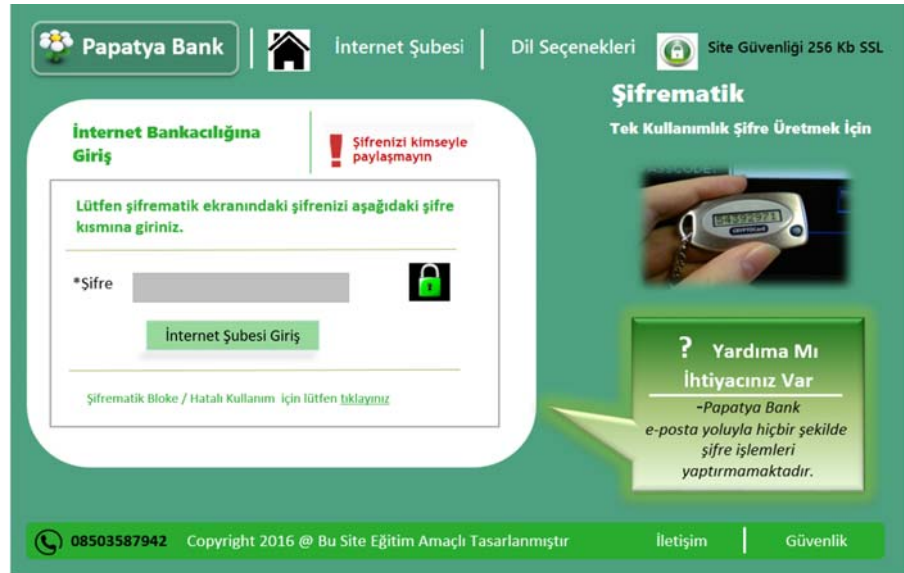 Papatya Bank
İnternet Şubesi
Dil Seçenekleri
Site Güvenliği 256 Kb SSL
Şifrematik
Tek Kullanımlık Şifre Üretmek İçin
İnternet Bankacılığına
Giriş
Şifrenizi kimseyle
paylaşmayın
Lütfen şifrematik ekranındaki şifrenizi aşağıdaki şifre
kısmına giriniz.
*Şifre
İnternet Şubesi Giriş
Şifrematik Bloke / Hatalı Kullanım için lütfen tıklayınız
54392971
? Yardıma Mı
İhtiyacınız Var
-Papatya Bank
e-posta yoluyla hiçbir şekilde
şifre işlemleri
yaptırmamaktadır.
08503587942
Copyright 2016 @ Bu Site Eğitim Amaçlı Tasarlanmıştır
İletişim
Güvenlik